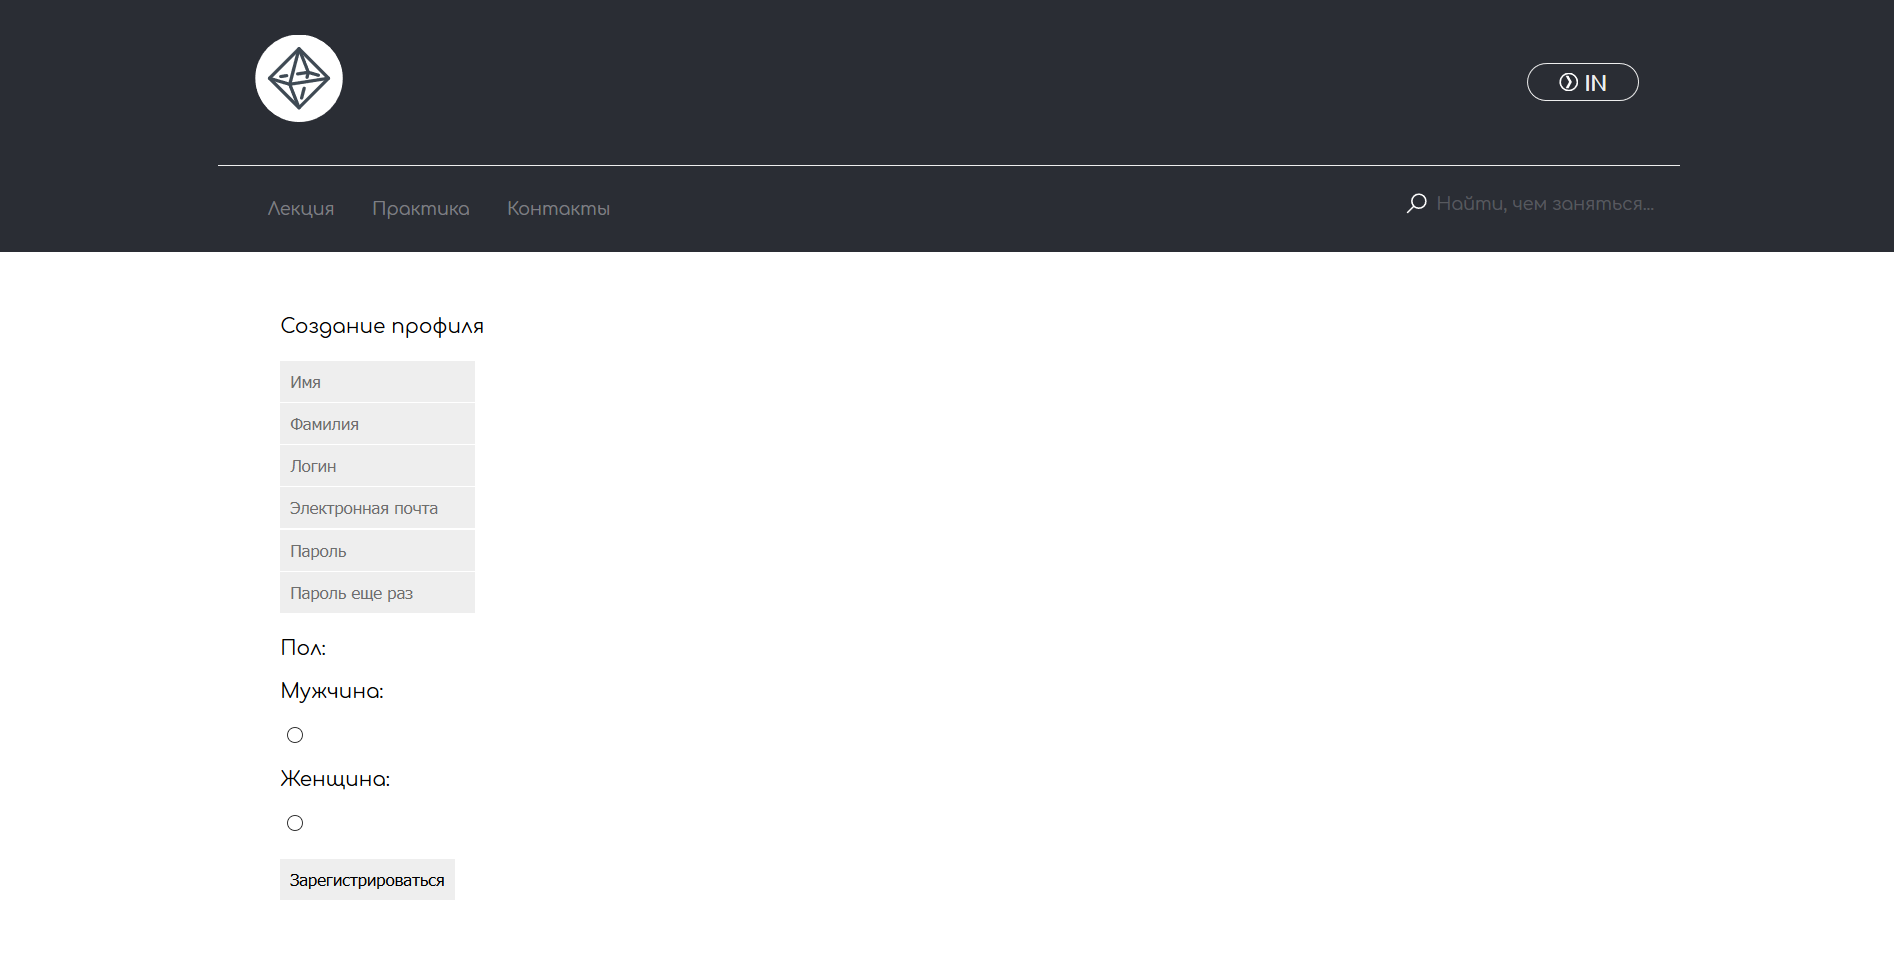 IN
Лекция Практика Контакты Найти, чем заняться...
Создание профиля
Имя
Фамилия
Логин
Электронная почта
Пароль
Пароль еще раз
Пол:
Мужчина:
Женщина:
Зарегистрироваться